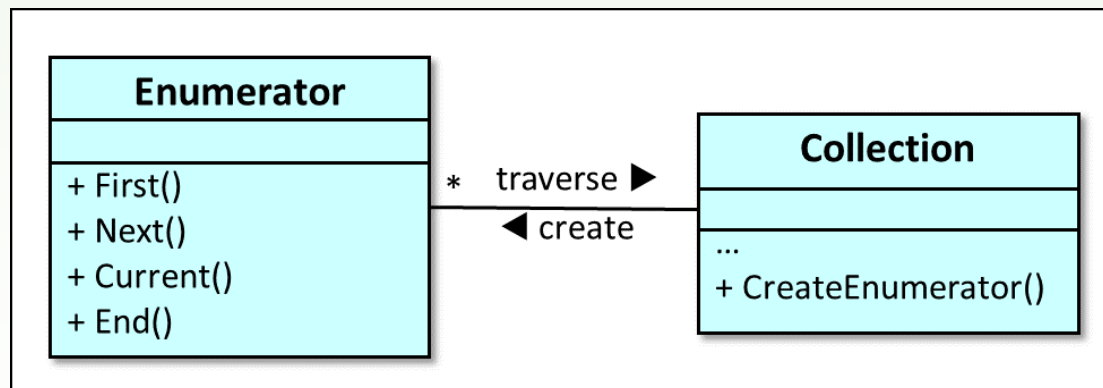 Enumerator
+ First()
+ Next()
+ Current()
+ End()
* traverse ▶
◀ create
Collection
...
+ CreateEnumerator()